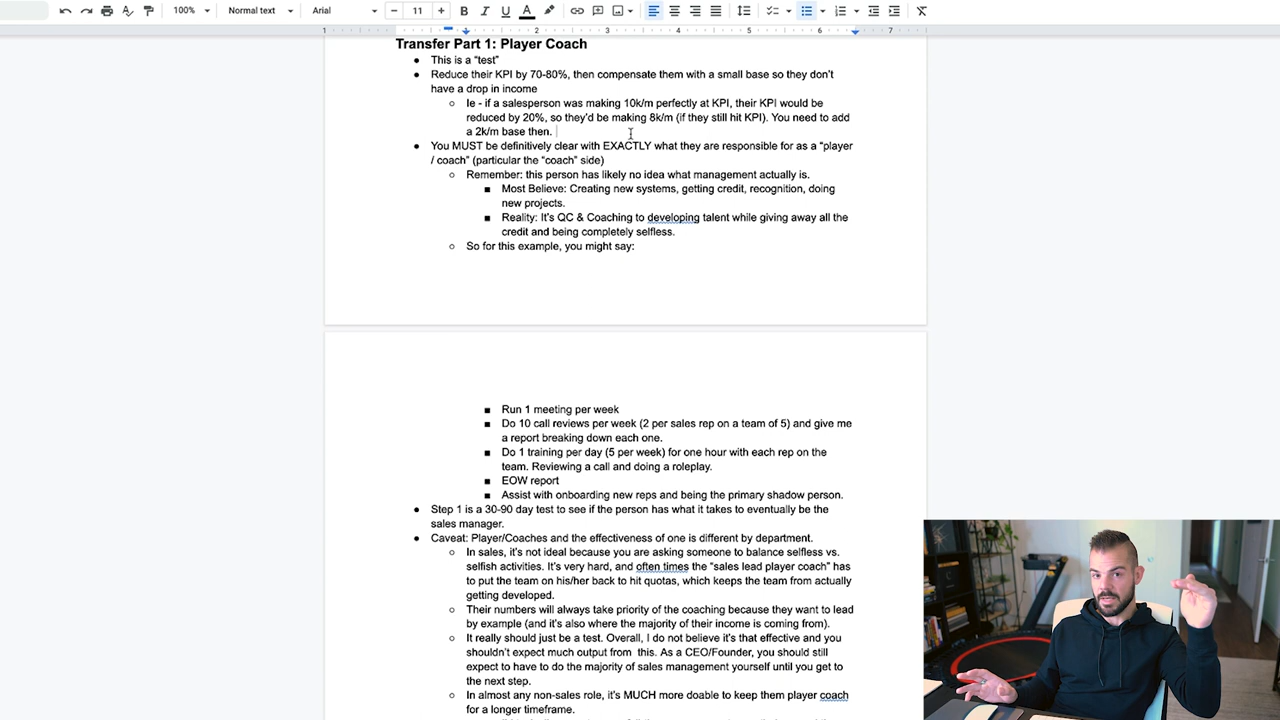 100%
Normal text
Arial
11
B I U A
1 2 3 4 5 6 7
Transfer Part 1: Player Coach
● This is a “test”
● Reduce their KPI by 70-80%, then compensate them with a small base so they don’t
have a drop in income
○ Ie - if a salesperson was making 10k/m perfectly at KPI, their KPI would be
reduced by 20%, so they’d be making 8k/m (if they still hit KPI). You need to add
a 2k/m base then.
● You MUST be definitively clear with EXACTLY what they are responsible for as a “player
/ coach” (particular the “coach” side)
○ Remember: this person has likely no idea what management actually is.
■ Most Believe: Creating new systems, getting credit, recognition, doing
new projects.
■ Reality: It’s QC & Coaching to developing talent while giving away all the
credit and being completely selfless.
○ So for this example, you might say:
■ Run 1 meeting per week
■ Do 10 call reviews per week (2 per sales rep on a team of 5) and give me
a report breaking down each one.
■ Do 1 training per day (5 per week) for one hour with each rep on the
team. Reviewing a call and doing a roleplay.
■ EOW report
■ Assist with onboarding new reps and being the primary shadow person.
● Step 1 is a 30-90 day test to see if the person has what it takes to eventually be the
sales manager.
● Caveat: Player/Coaches and the effectiveness of one is different by department.
○ In sales, it’s not ideal because you are asking someone to balance selfless vs.
selfish activities. It’s very hard, and often times the “sales lead player coach” has
to put the team on his/her back to hit quotas, which keeps the team from actually
getting developed.
○ Their numbers will always take priority of the coaching because they want to lead
by example (and it’s also where the majority of their income is coming from).
○ It really should just be a test. Overall, I do not believe it’s that effective and you
shouldn’t expect much output from  this. As a CEO/Founder, you should still
expect to have to do the majority of sales management yourself until you get to
the next step.
○ In almost any non-sales role, it’s MUCH more doable to keep them player coach
for a longer timeframe.